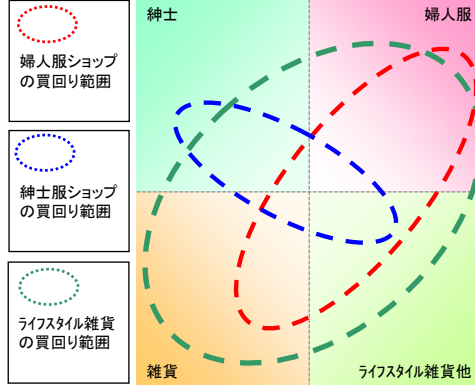 婦人服ショップ
の買回り範囲
紳士服ショップ
の買回り範囲
ﾗｲﾌｽﾀｲﾙ雑貨
の買回り範囲
紳士
婦人服
雑貨
ﾗｲﾌｽﾀｲﾙ雑貨他